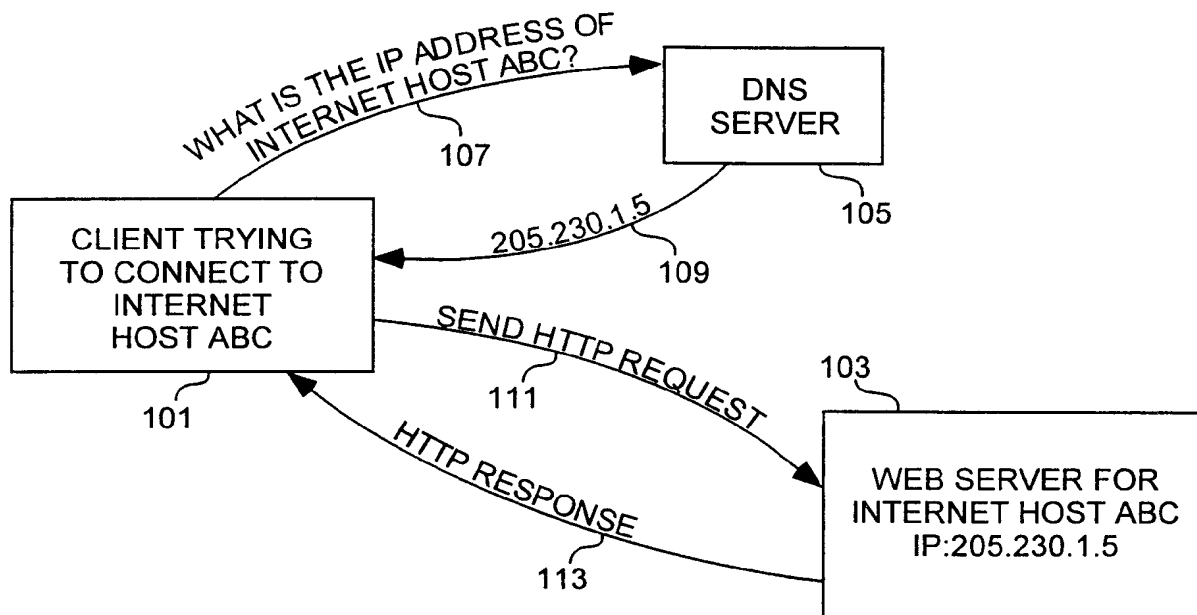 WHAT IS THE IP ADDRESS OF
INTERNET HOST ABC?
107
DNS
SERVER
105
205.230.1.5
109
CLIENT TRYING
TO CONNECT TO
INTERNET
HOST ABC
101
SEND HTTP REQUEST
111
103
HTTP RESPONSE
113
WEB SERVER FOR
INTERNET HOST ABC
IP:205.230.1.5